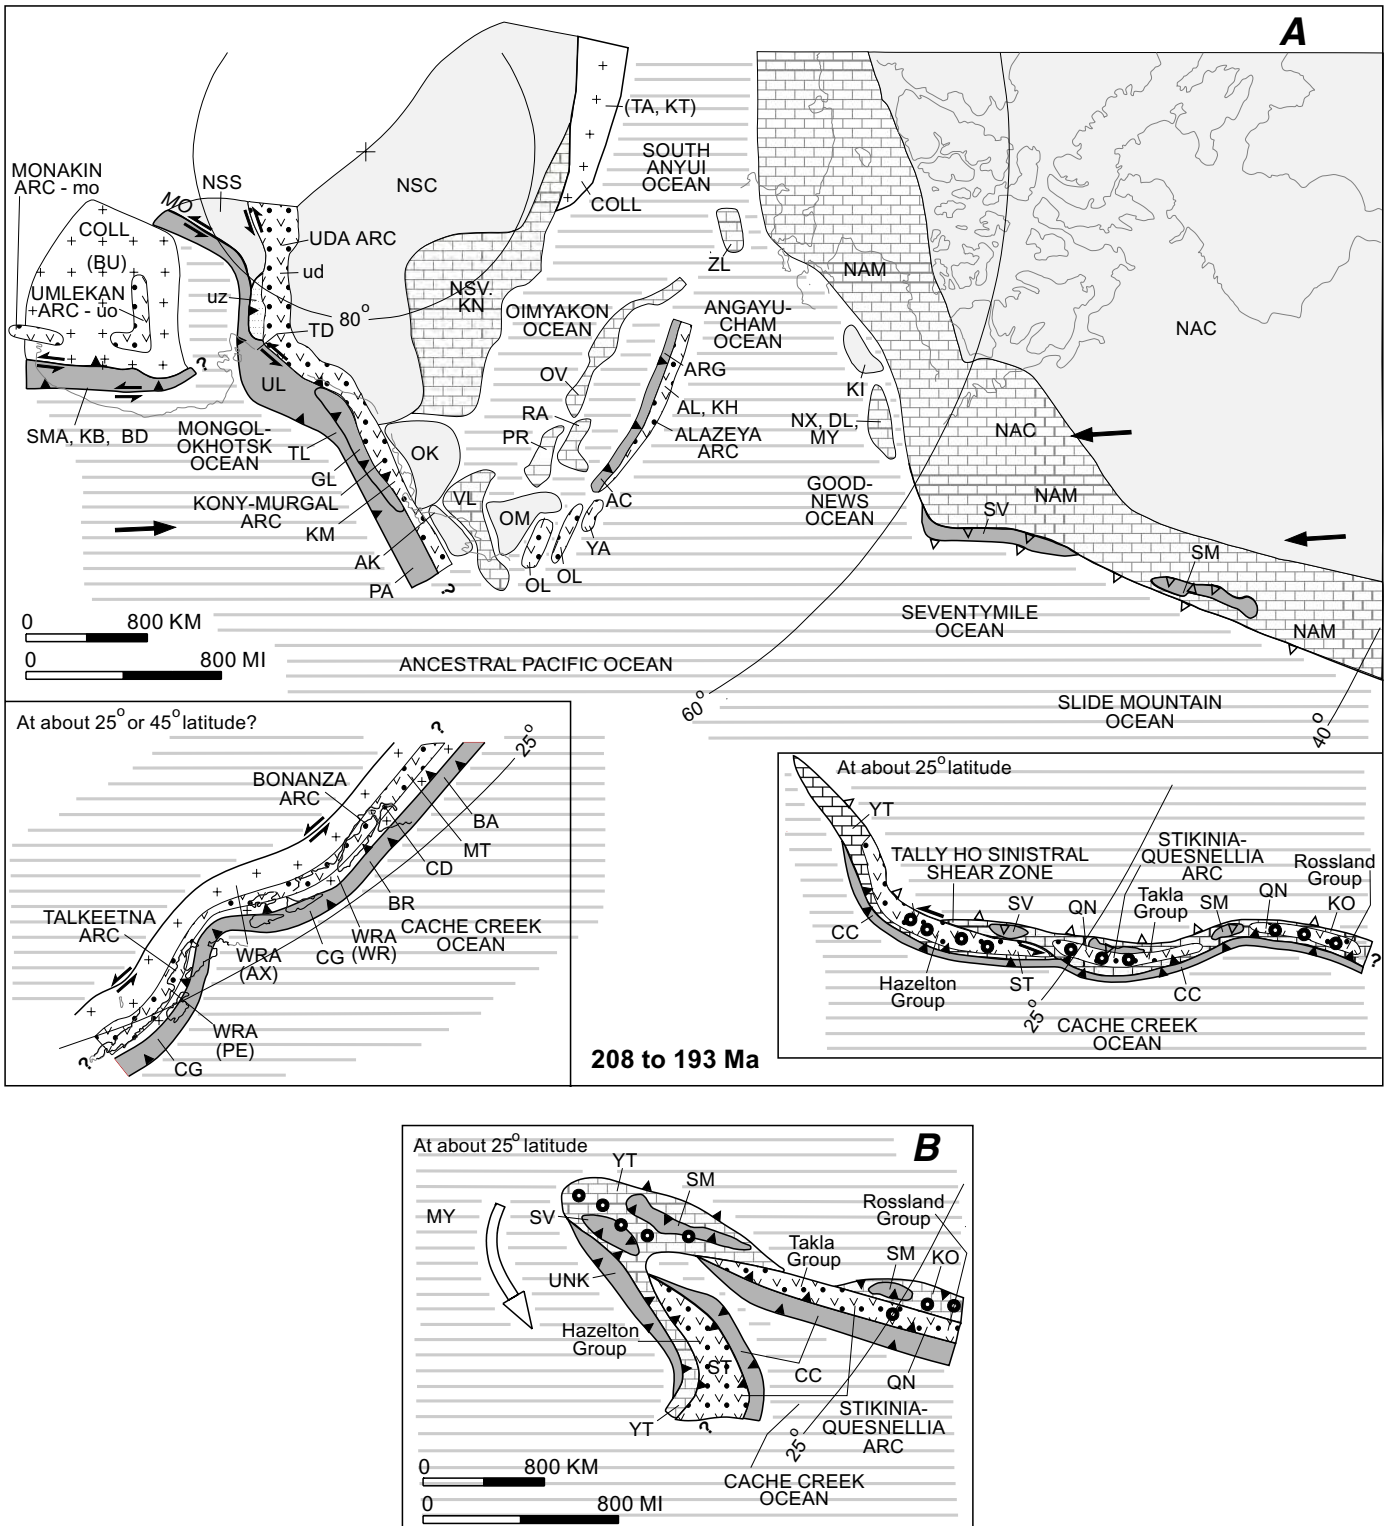 A
(TA, KT)
SOUTH
ANYUI
OCEAN
MONAKIN
ARC - mo
NSS
NSC
MO
COLL
COLL
(BU)
UDA ARC
ud
UMLEKAN
ARC - uo
uz
ZL
NAM
NSV.
KN
OIMYAKON
OCEAN
ANGAYU-
CHAM
OCEAN
80°
TD
NAC
?
UL
OV
ARG
KI
RA
AL, KH
SMA, KB, BD
MONGOL-
OKHOTSK
OCEAN
PR
ALAZEYA
ARC
NX, DL,
MY
NAC
TL
OK
GL
KONY-MURGAL
ARC
VL
AC
GOOD-
NEWS
OCEAN
NAM
SV
KM
OM
YA
SM
AK
OL
OL
PA
?
0 800 KM
0 800 MI
SEVENTYMILE
OCEAN
NAM
ANCESTRAL PACIFIC OCEAN
60°
SLIDE MOUNTAIN
OCEAN
40°
At about 25° or 45° latitude?
?
25°
BONANZA
ARC
BA
MT
CD
BR
TALKEETNA
ARC
CACHE CREEK
OCEAN
WRA
(AX)
CG
WRA
(WR)
WRA
(PE)
?
CG
208 to 193 Ma
At about 25° latitude
YT
TALLY HO SINISTRAL
SHEAR ZONE
STIKINIA-
QUESNELLIA
ARC
Rossland
Group
Takla
Group
SV
QN
SM
QN
KO
CC
?
Hazelton
Group
ST
CC
25°
CACHE CREEK
OCEAN
At about 25° latitude
B
YT
SM
MY
SV
Rossland
Group
Takla
Group
SM
KO
UNK
Hazelton
Group
ST
CC
QN
YT
?
STIKINIA-
QUESNELLIA
ARC
25°
CACHE CREEK
OCEAN
0 800 KM
0 800 MI